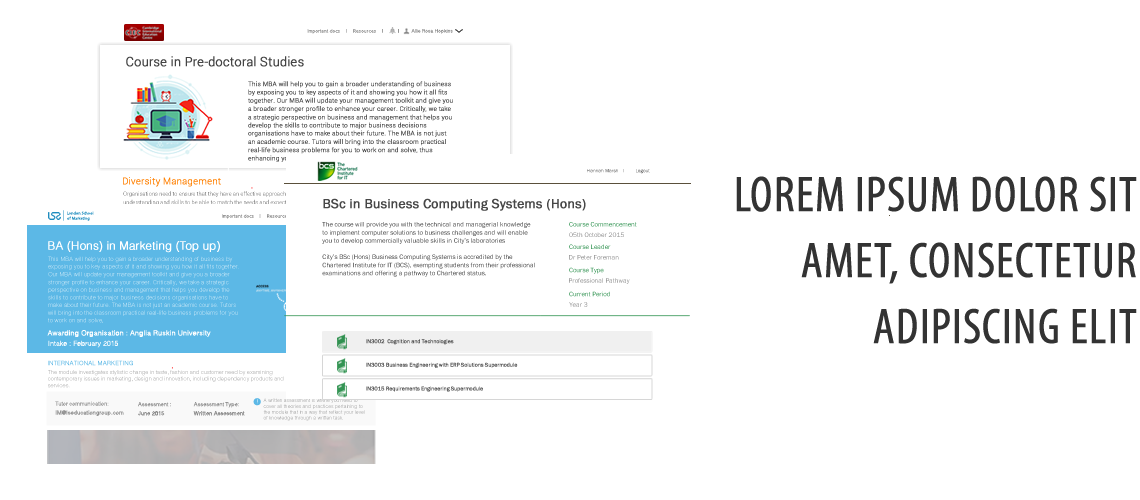 CIEC Cambridge
International
Education
Centre
Important docs | Resources | | Allie Rose Hopkins
Course in Pre-doctoral Studies
This MBA will help you to gain a broader understanding of business
by exposing you to key aspects of it and showing you how it all fits
together. Our MBA will update your management toolkit and give you
a broader stronger profile to enhance your career. Critically, we take
a strategic perspective on business and management that helps you
develop the skills to contribute to major business decisions
organisations have to make about their future. The MBA is not just
an academic course. Tutors will bring into the classroom practical
real-life business problems for you to work on and solve, thus
enhancing yo
Diversity Management
Organisations need to ensure that they have an effective approach
understanding and skills to be able to match the needs and expect
London School
of Marketing
Important docs | Resource
BA (Hons) in Marketing (Top up)
This MBA will help you to gain a broader understanding of business by
exposing you to key aspects of it and showing you how it all fits together.
Our MBA will update your management toolkit and give you a broader
stronger profile to enhance your career. Critically, we take a strategic
perspective on business and management that helps you develop the
skills to contribute to major business decisions organisations have to
make about their future. The MBA is not just an academic course. Tutors
will bring into the classroom practical real-life business problems for you
to work on and solve.
Awarding Organisation : Anglia Ruskin University
Intake : February 2015
INTERNATIONAL MARKETING
The module investigates stylistic change in taste, fashion and customer need by examining
contemporary issues in marketing, design and innovation, including dependency products and
services
Tutor communication:
Assessment :
June 2015
Assessment Type:
Written Assessment
cover all theories and practices pertaining to
the module that in a way that reflect your level
of knowledge through a written task.
bcs The
Chartered
Institute
for IT
Hannah Merali | Logout
BSc in Business Computing Systems (Hons)
The course will provide you with the technical and managerial knowledge
to implement computer solutions to business challenges and will enable
you to develop commercially valuable skills in City's laboratories
City's BSc (Hons) Business Computing Systems is accredited by the
Chartered Institute for IT (BCS), exempting students from their professional
examinations and offering a pathway to Chartered status.
Course Commencement
05th October 2015
Course Leader
Dr Peter Foreman
Course Type
Professional Pathway
Current Period
Year 3
IN3002 Cognition and Technologies
IN3003 Business Engineering with ERP Solutions Supermodule
IN3015 Requirements Engineering Supermodule
LOREM IPSUM DOLOR SIT
AMET, CONSECTETUR
ADIPISCING ELIT